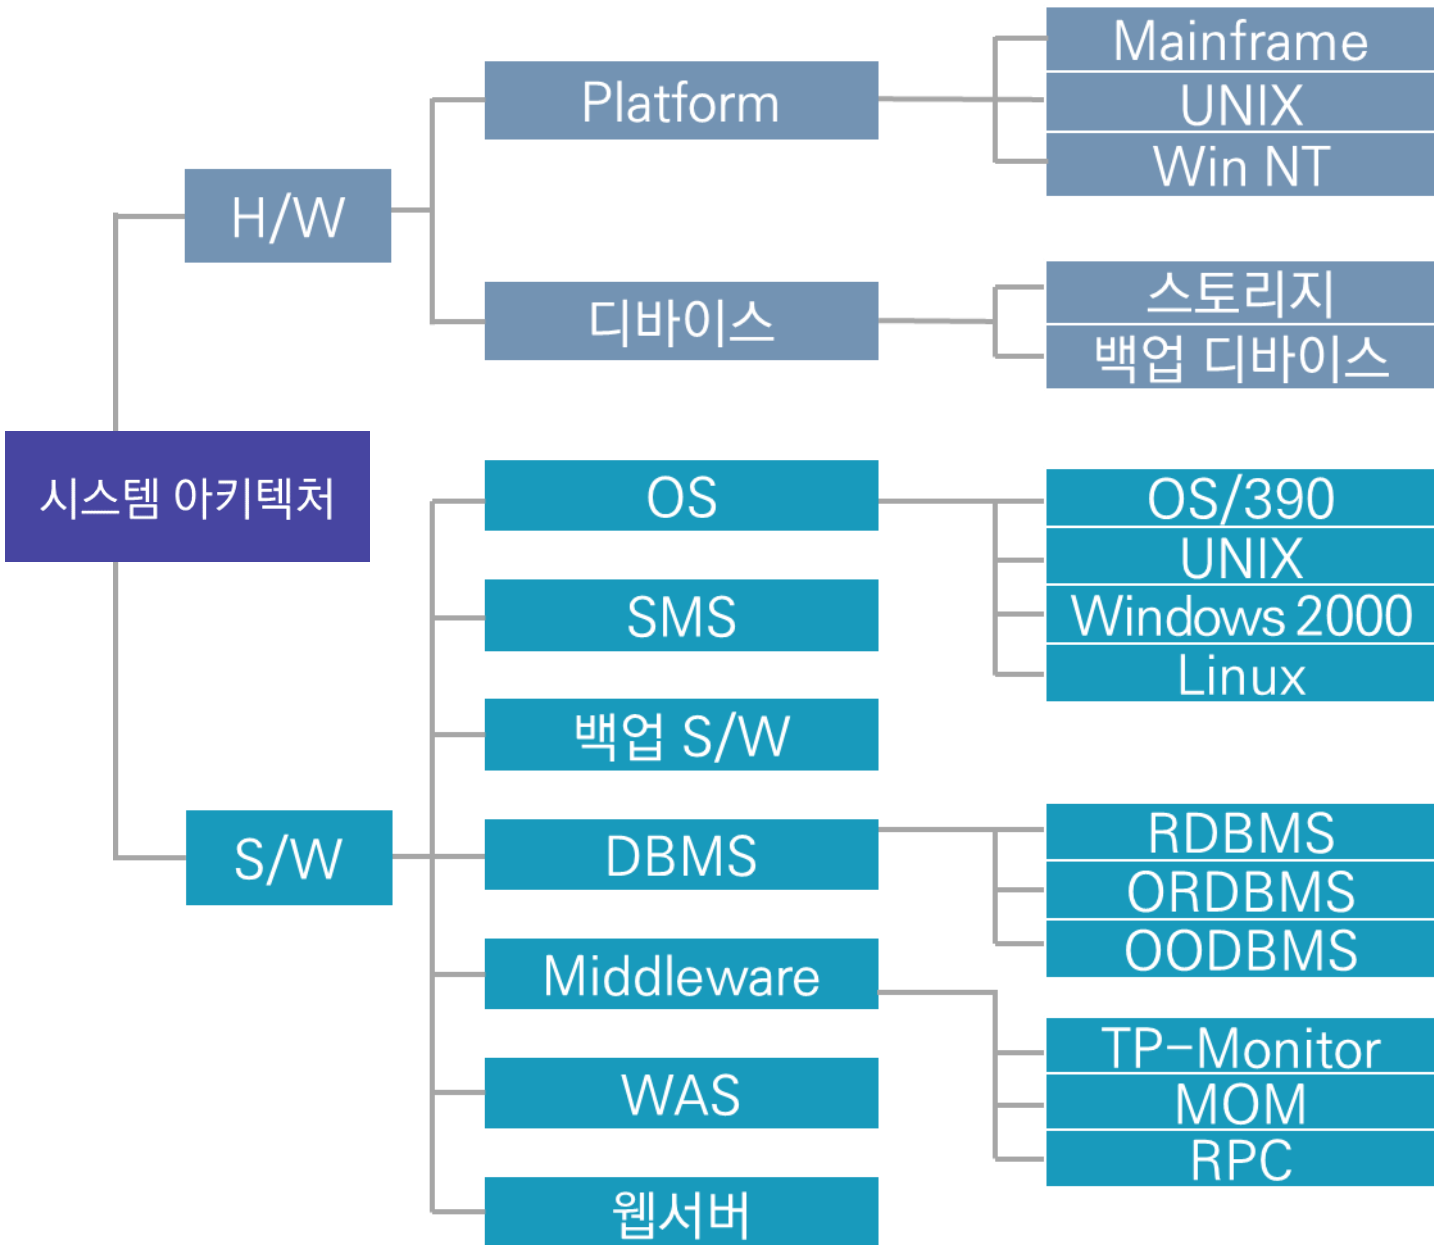 시스템 아키텍처
H/W
Platform
Mainframe
UNIX
Win NT
디바이스
스토리지
백업 디바이스
S/W
OS
OS/390
UNIX
Windows 2000
Linux
SMS
백업 S/W
DBMS
RDBMS
ORDBMS
OODBMS
Middleware
TP-Monitor
MOM
RPC
WAS
웹서버